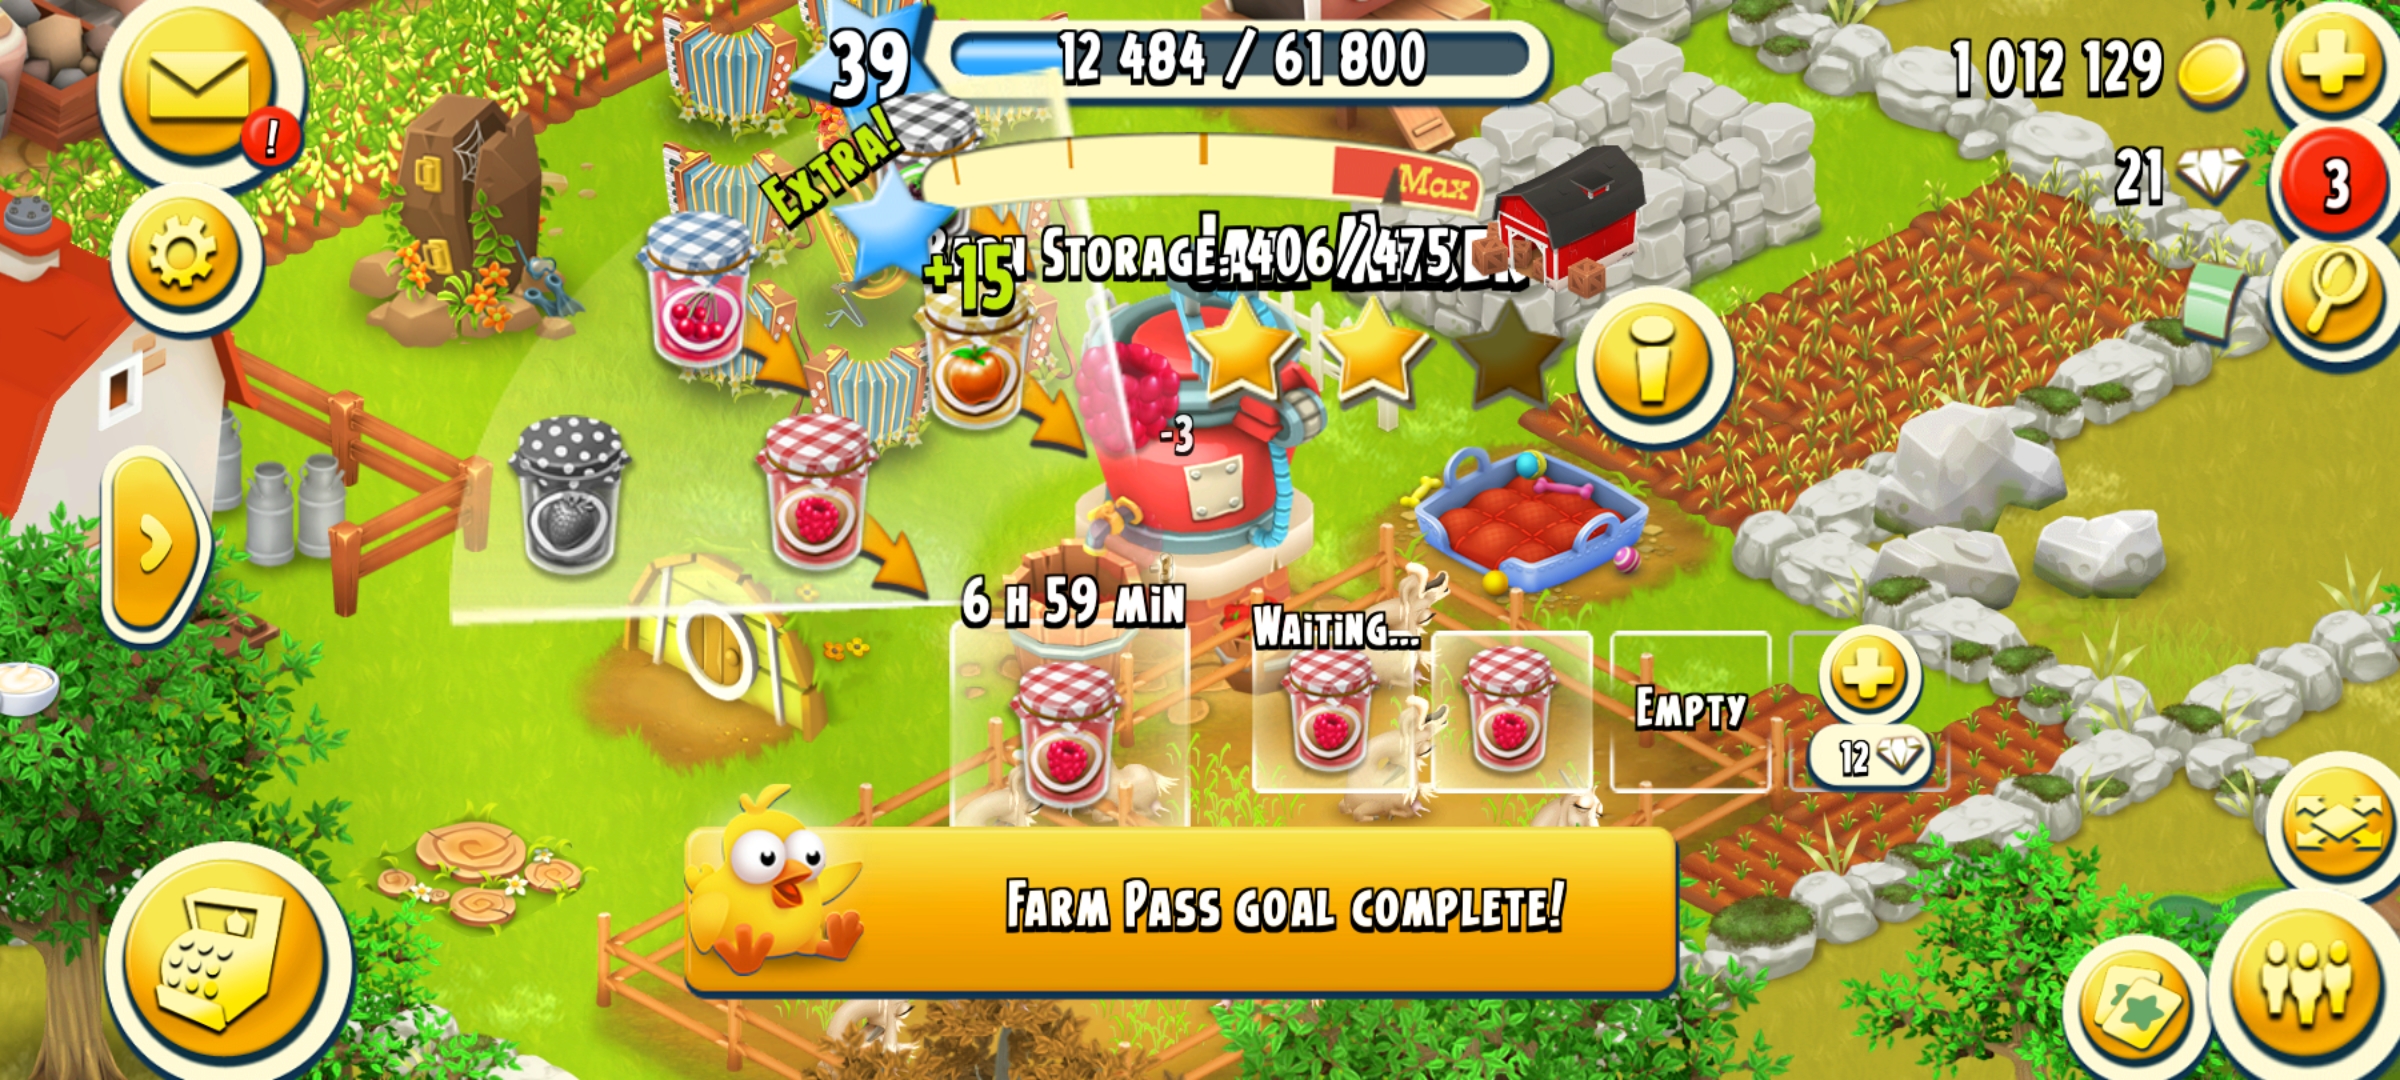 39
12 484 / 61 800
1 012 129
!
EXTRA!
Max
21
3
+15
STORAGE
-3
6 H 59 MIN
WAITING...
EMPTY
12
FARM PASS GOAL COMPLETE!